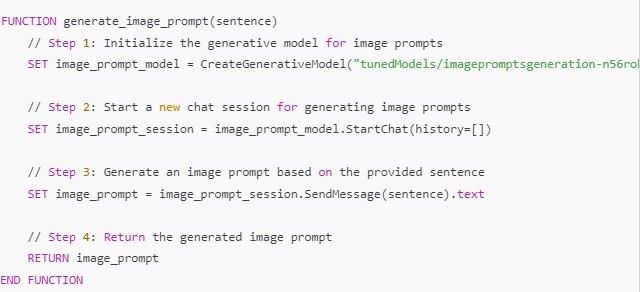 FUNCTION generate_image_prompt(sentence)
// Step 1: Initialize the generative model for image prompts
SET image_prompt_model = CreateGenerativeModel("tunedModels/imagepromptsgeneration-n56rol
// Step 2: Start a new chat session for generating image prompts
SET image_prompt_session = image_prompt_model.StartChat(history=[])
// Step 3: Generate an image prompt based on the provided sentence
SET image_prompt = image_prompt_session.SendMessage(sentence).text
// Step 4: Return the generated image prompt
RETURN image_prompt
END FUNCTION